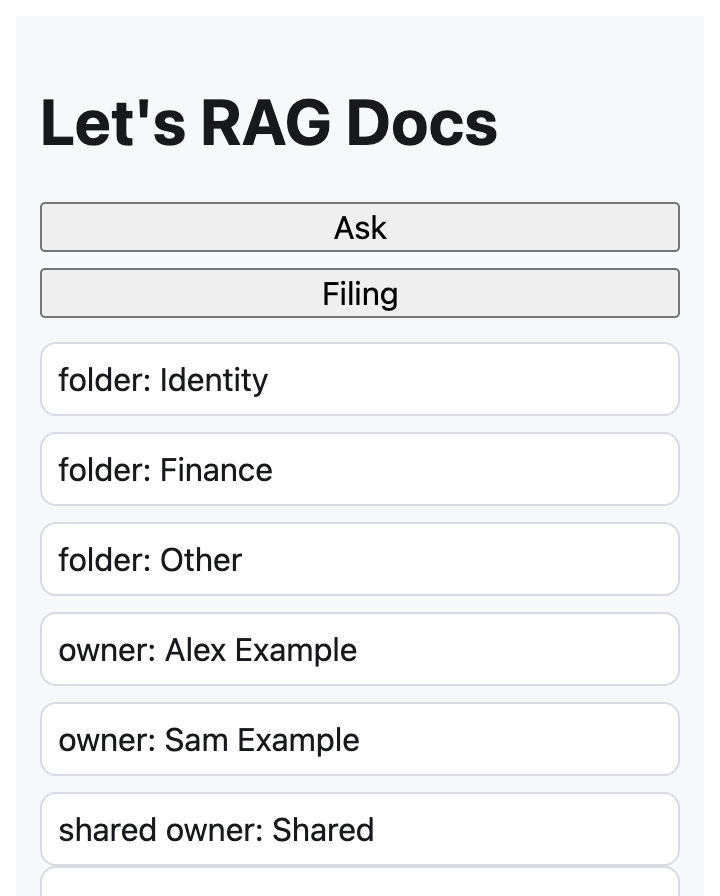 Let's RAG Docs
Ask
Filing
folder: Identity
folder: Finance
folder: Other
owner: Alex Example
owner: Sam Example
shared owner: Shared